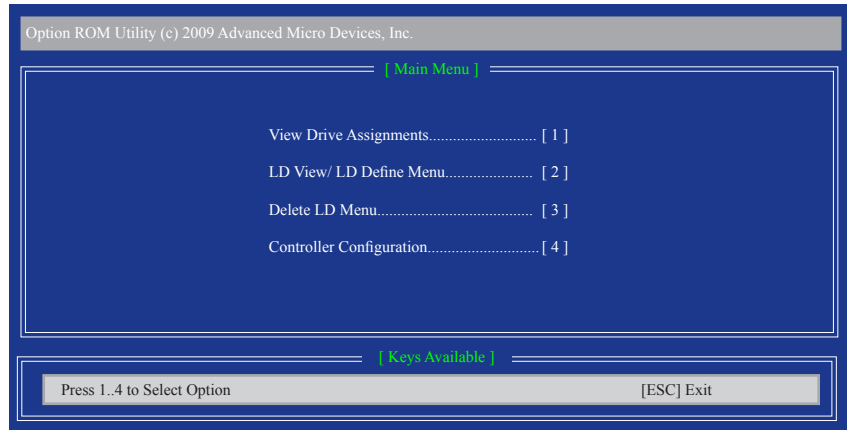 Option ROM Utility (c) 2009 Advanced Micro Devices, Inc.
[ Main Menu ]
View Drive Assignments........................... [ 1 ]
LD View/ LD Define Menu...................... [ 2 ]
Delete LD Menu....................................... [ 3 ]
Controller Configuration............................[ 4 ]
[ Keys Available ]
Press 1..4 to Select Option [ESC] Exit